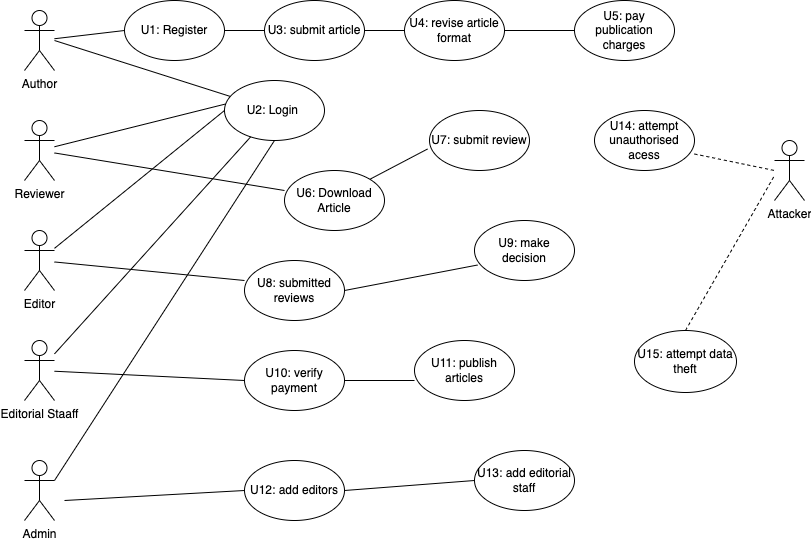 U1: Register
U3: submit article
U4: revise article
format
U5: pay
publication
charges
Author
U2: Login
U7: submit review
U14: attempt
unauthorised
acess
Reviewer
U6: Download
Article
Attacker
U9: make
decision
Editor
U8: submitted
reviews
U15: attempt data
theft
U10: verify
payment
U11: publish
articles
Editorial Staaff
U12: add editors
U13: add editorial
staff
Admin